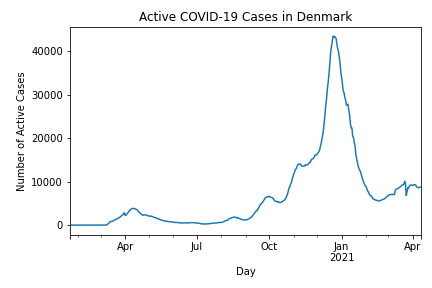 Active COVID-19 Cases in Denmark
Number of Active Cases
40000
30000
20000
10000
0
Apr Jul Oct Jan Apr
2021
Day